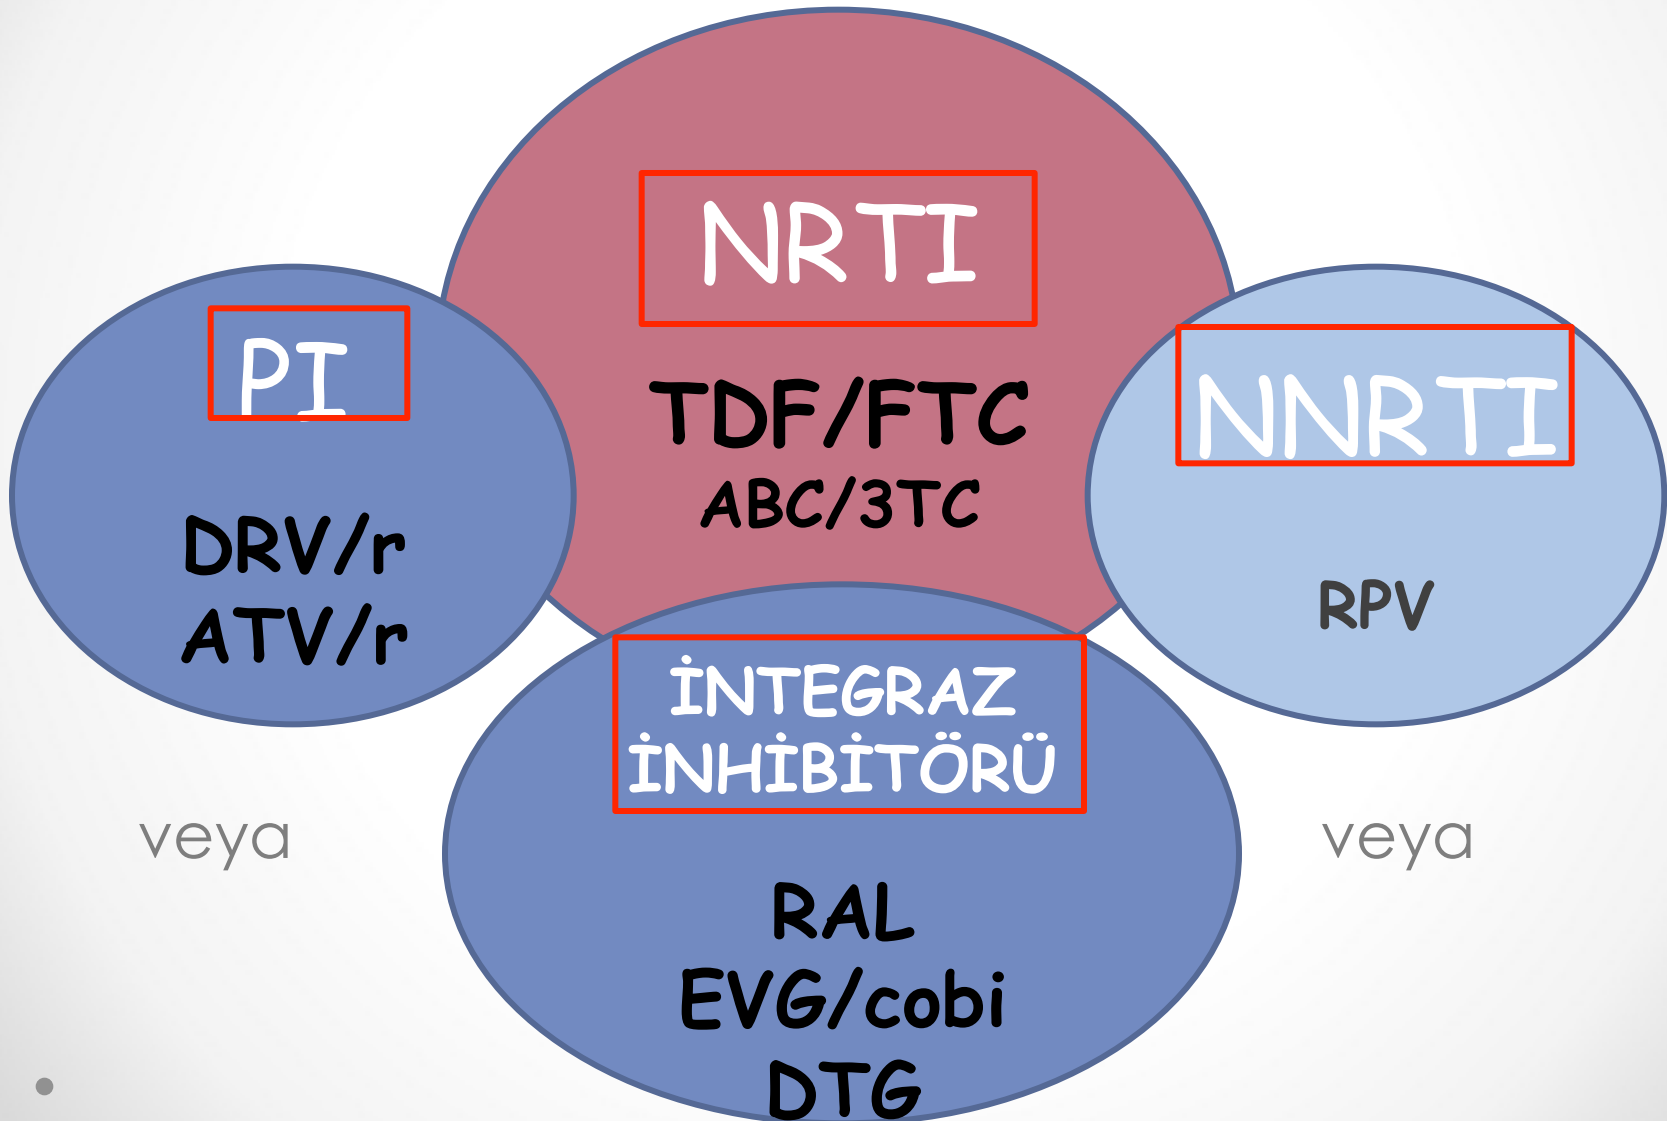 NRTI
TDF/FTC
ABC/3TC
PI
DRV/r
ATV/r
NNRTI
RPV
İNTEGRAZ
İNHİBİTÖRÜ
RAL
EVG/cobi
DTG
veya
veya